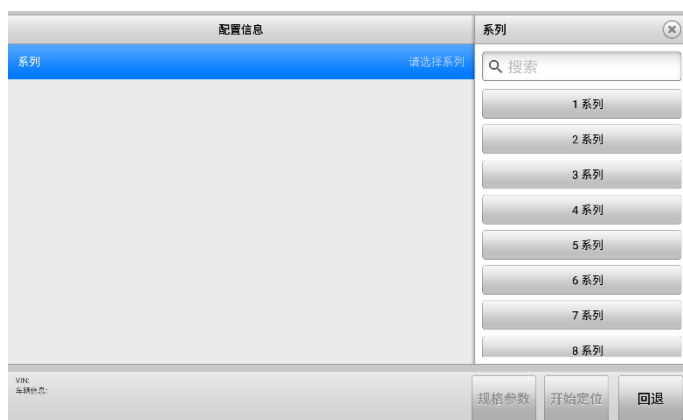 配置信息
系列
系列
请选择系列
搜索
1 系列
2 系列
3 系列
4 系列
5 系列
6 系列
7 系列
8 系列
VIN:
车辆信息:
规格参数
开始定位
回退